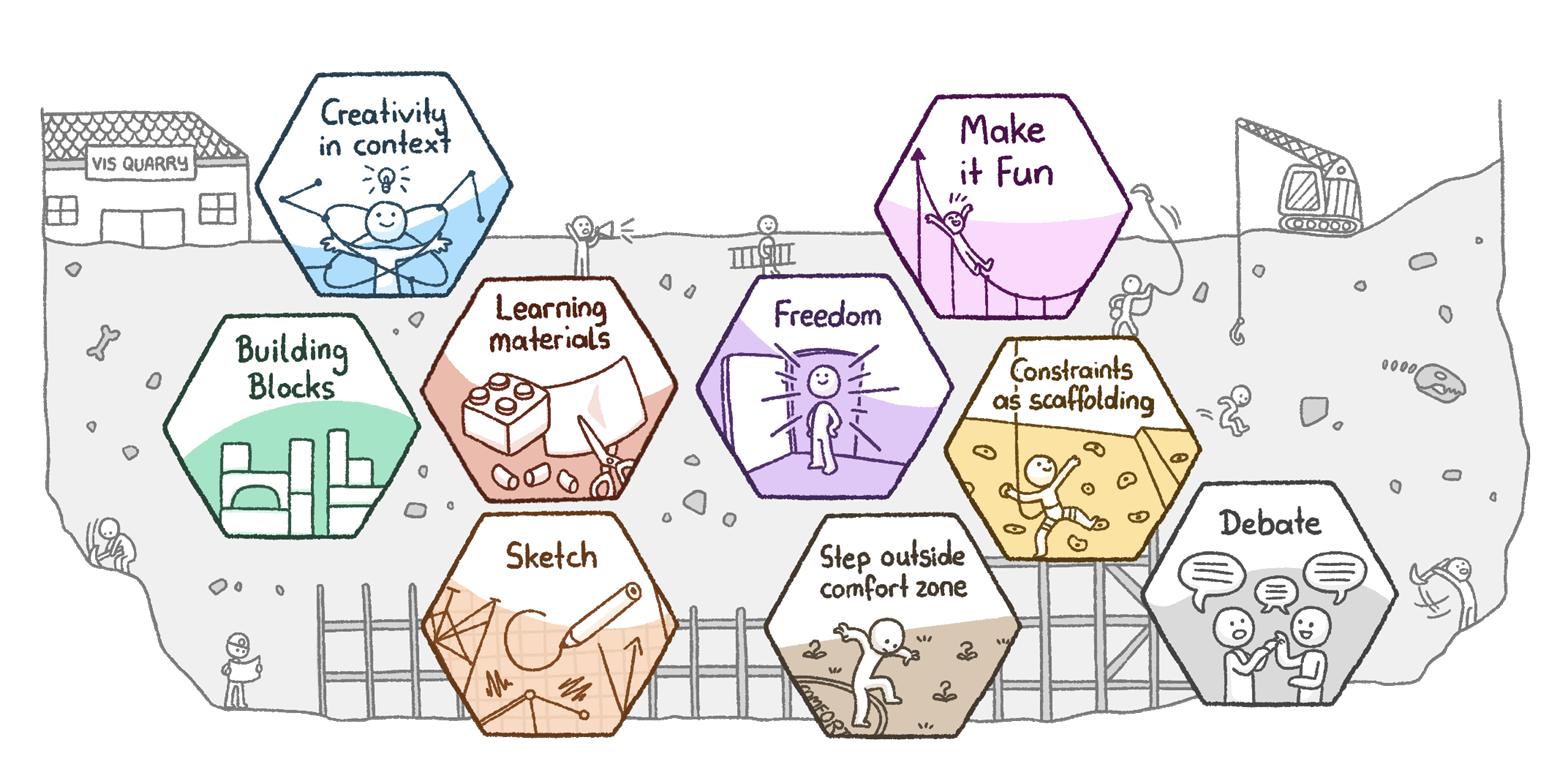 VIS QUARRY
Creativity
in context
Make
it Fun
Learning
materials
Freedom
Building
Blocks
Constraints
as scaffolding
Sketch
Step outside
comfort zone
COMFORT
Debate